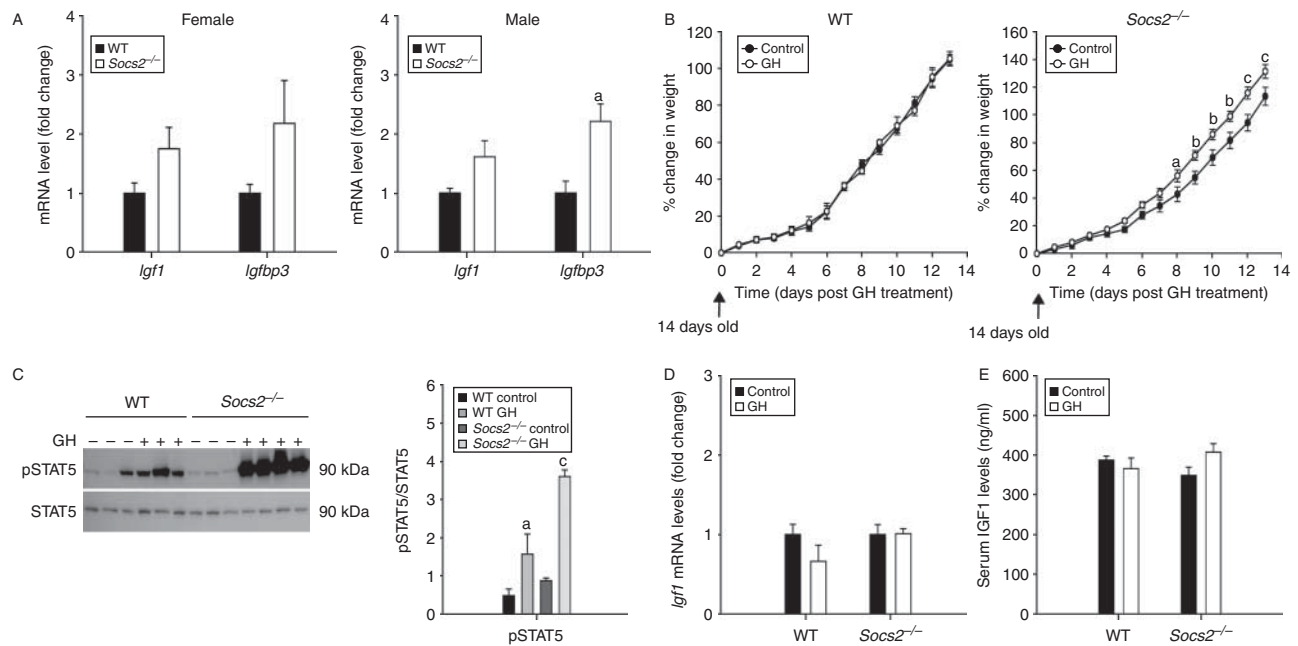 A
Female
4
3
2
1
0
mRNA level (fold change)
WT
Socs2–/–
Igf1
Igfbp3
Male
4
3
2
1
0
mRNA level (fold change)
WT
Socs2–/–
a
Igf1
Igfbp3
B
WT
120
100
80
60
40
20
0
% change in weight
Control
GH
0 2 4 6 8 10 12 14
Time (days post GH treatment)
14 days old
Socs2–/–
160
140
120
100
80
60
40
20
0
% change in weight
Control
GH
a b b b c c
0 2 4 6 8 10 12 14
Time (days post GH treatment)
14 days old
C
WT Socs2–/–
GH – – – + + + – – – + + + +
pSTAT5 90 kDa
STAT5 90 kDa
6
5
4
3
2
1
0
pSTAT5/STAT5
WT control
WT GH
Socs2–/– control
Socs2–/– GH
a
c
pSTAT5
D
3
2
1
0
Igf1 mRNA levels (fold change)
Control
GH
WT Socs2–/–
E
600
500
400
300
200
100
0
Serum IGF1 levels (ng/ml)
Control
GH
WT Socs2–/–